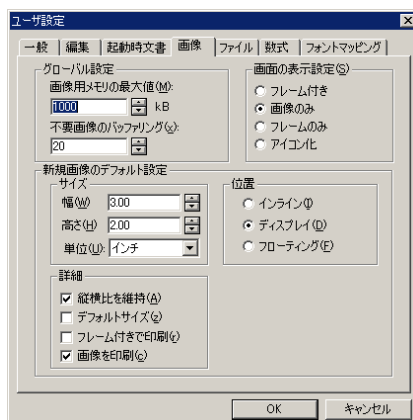 ユーザ設定
一般 編集 起動時文書 画像 ファイル 数式 フォントマッピング
グローバル設定
画像用メモリの最大値(M):
1000 kB
不要画像のバッファリング(x):
20
画面の表示設定(S)
フレーム付き
画像のみ
フレームのみ
アイコン化
新規画像のデフォルト設定
サイズ
幅(W) 3.00
高さ(H) 2.00
単位(U): インチ
位置
インライン(I)
ディスプレイ(D)
フローティング(F)
詳細
縦横比を維持(A)
デフォルトサイズ(z)
フレーム付きで印刷(r)
画像を印刷(c)
OK キャンセル